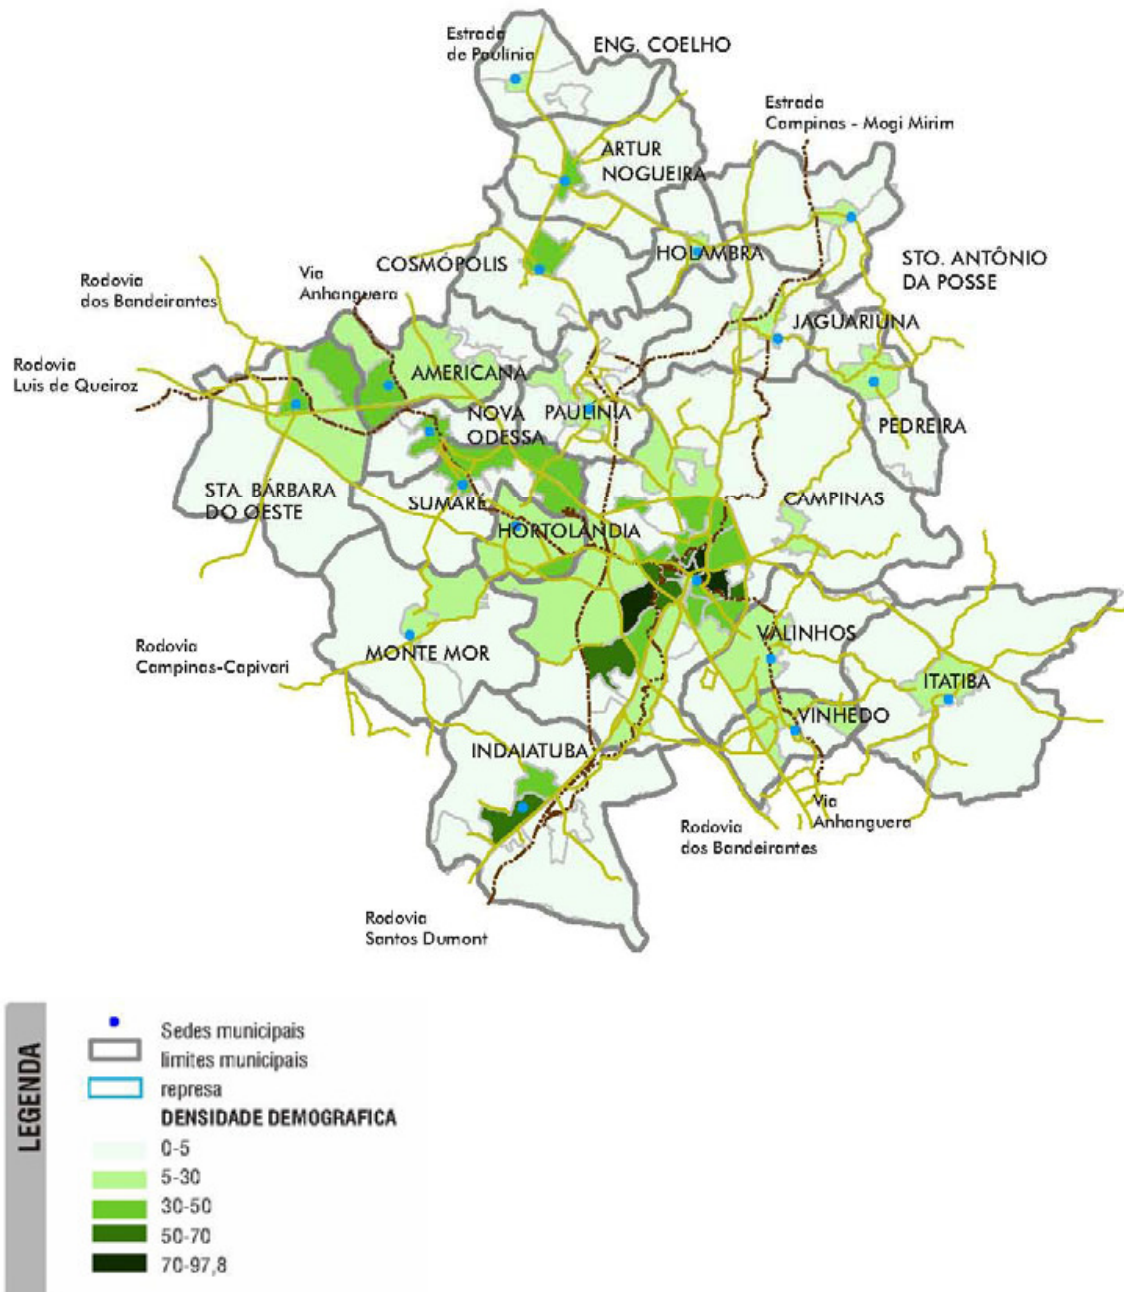 Estrada
de Paulínia
ENG. COELHO
Estrada
Campinas - Mogi Mirim
ARTUR
NOGUEIRA
HOLAMBRA
COSMÓPOLIS
STO. ANTÔNIO
DA POSSE
Via
Anhanguera
Rodovia
dos Bandeirantes
JAGUARIUNA
Rodovia
Luis de Queiroz
AMERICANA
NOVA
ODESSA
PAULÍNIA
PEDREIRA
STA. BÁRBARA
DO OESTE
SUMARÉ
CAMPINAS
HORTOLÂNDIA
VALINHOS
Rodovia
Campinas-Capivari
MONTE MOR
ITATIBA
VINHEDO
INDAIATUBA
Via
Anhanguera
Rodovia
dos Bandeirantes
Rodovia
Santos Dumont
LEGENDA
Sedes municipais
limites municipais
represa
DENSIDADE DEMOGRAFICA
0-5
5-30
30-50
50-70
70-97,8